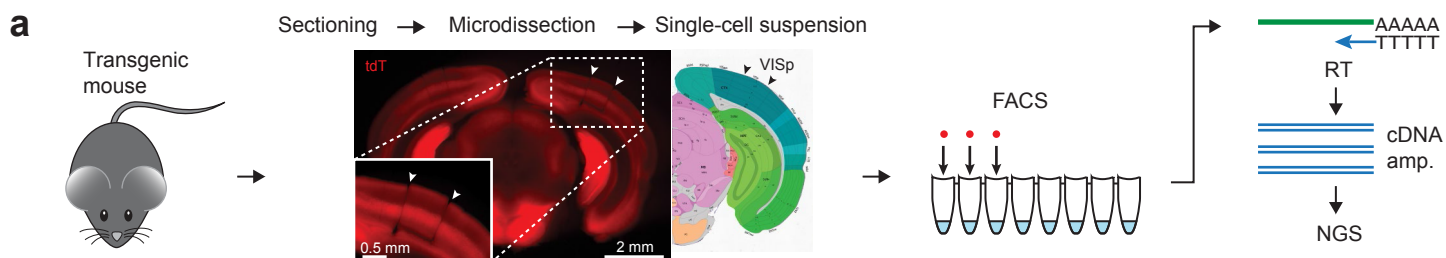 a
Sectioning → Microdissection → Single-cell suspension
Transgenic
mouse
tdT
0.5 mm
2 mm
VISp
FACS
AAAAA
TTTTT
RT
cDNA
amp.
NGS